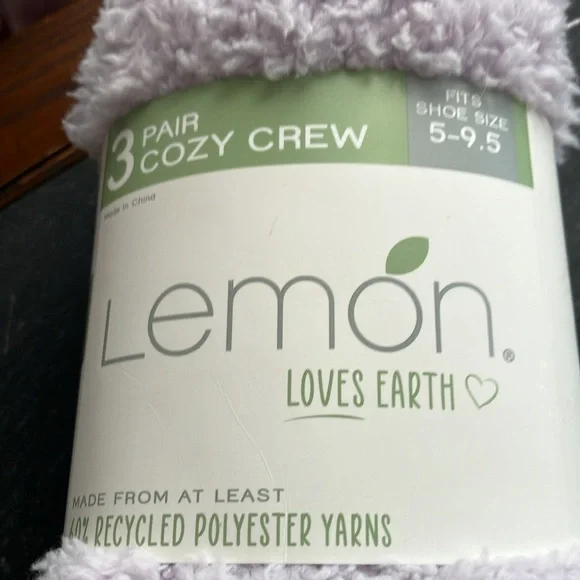 3 PAIR
COZY CREW
FITS
SHOE SIZE
5-9.5
Made in China
Lemon®
LOVES EARTH
MADE FROM AT LEAST
60% RECYCLED POLYESTER YARNS